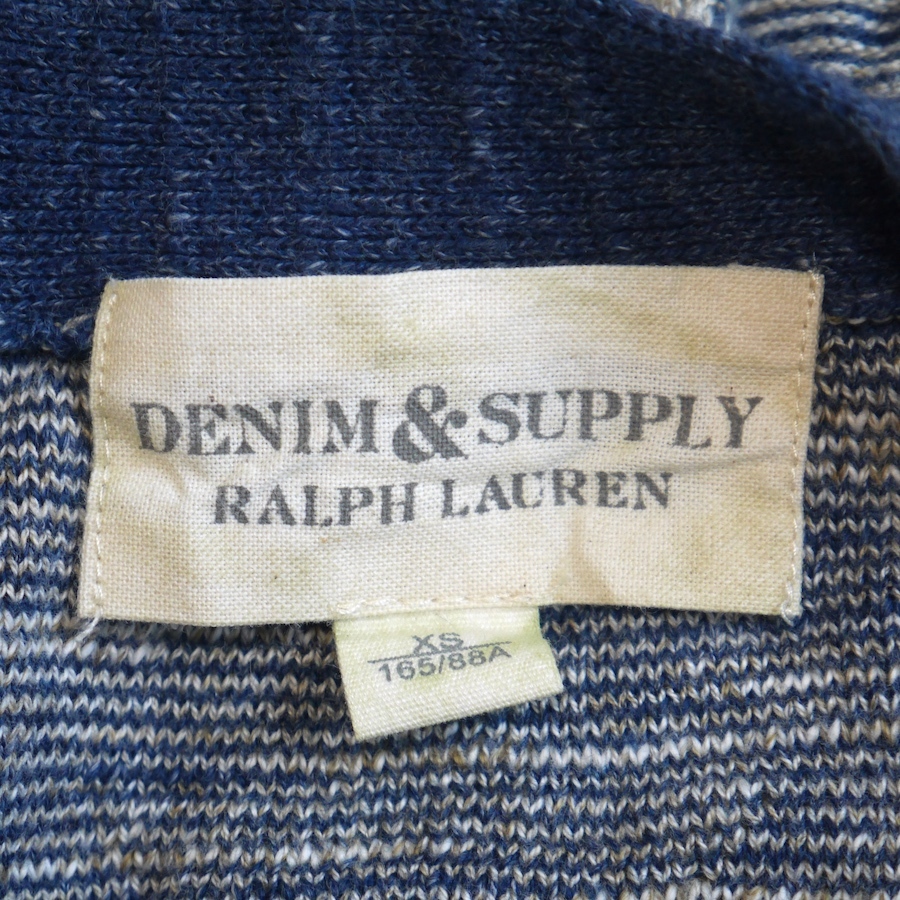 DENIM & SUPPLY
RALPH LAUREN
XS
165/88A